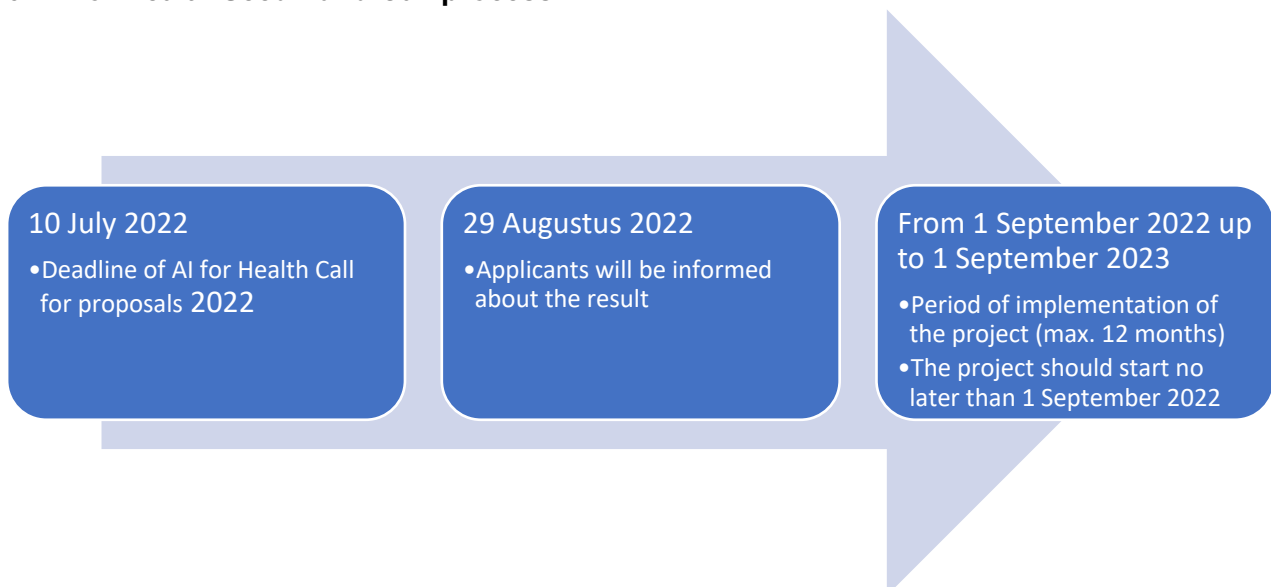 10 July 2022
•Deadline of AI for Health Call
for proposals 2022
29 Augustus 2022
•Applicants will be informed
about the result
From 1 September 2022 up
to 1 September 2023
•Period of implementation of
the project (max. 12 months)
•The project should start no
later than 1 September 2022